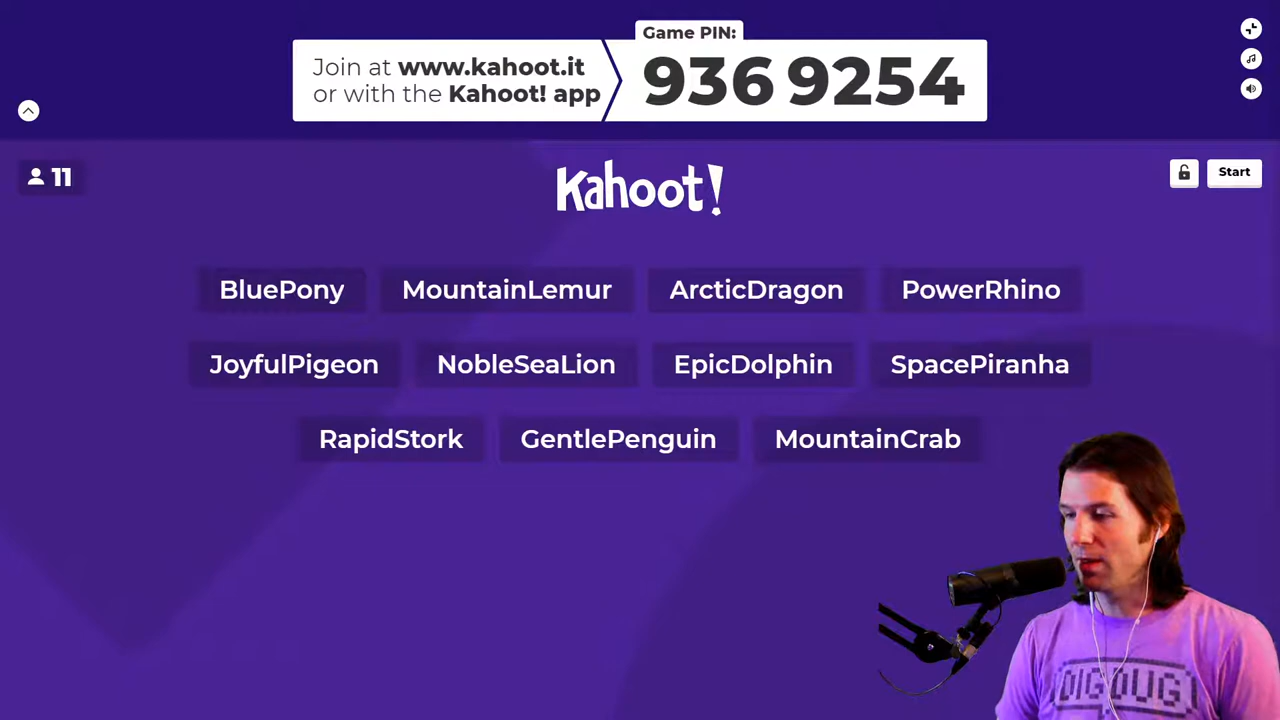 Game PIN:
Join at www.kahoot.it
or with the Kahoot! app
936 9254
11
Kahoot!
Start
BluePony MountainLemur ArcticDragon PowerRhino
JoyfulPigeon NobleSeaLion EpicDolphin SpacePiranha
RapidStork GentlePenguin MountainCrab
DIGDUG